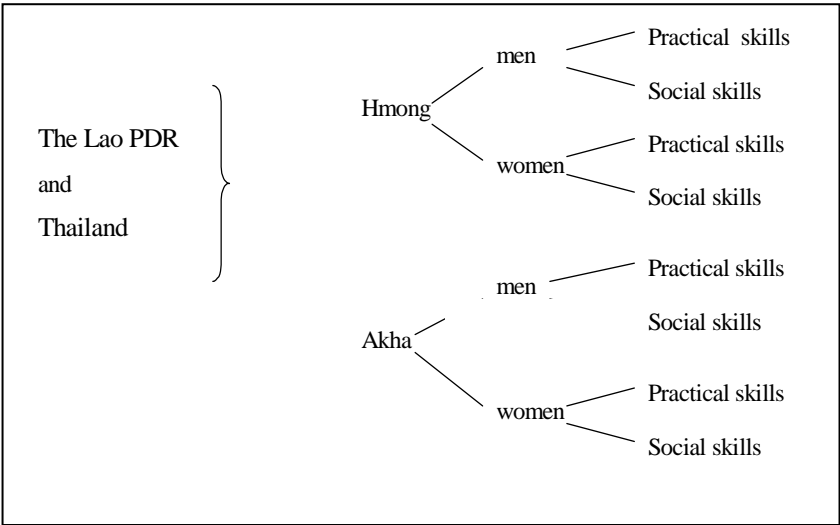 The Lao PDR
and
Thailand
Hmong
men
Practical skills
Social skills
women
Practical skills
Social skills
Akha
men
Practical skills
Social skills
women
Practical skills
Social skills